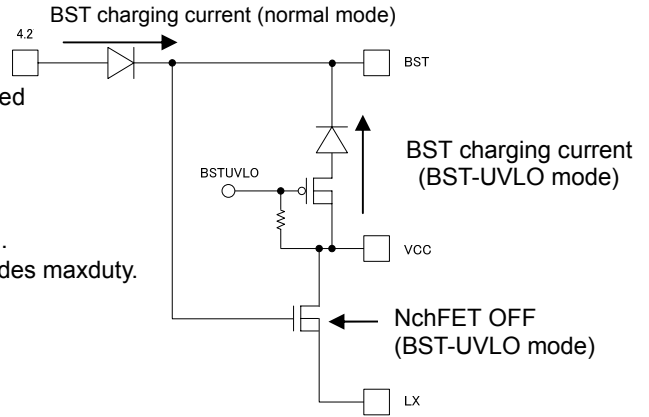 BST charging current (normal mode)
4.2
BST
ed
BST charging current
(BST-UVLO mode)
BSTUVLO
.
VCC
des maxduty.
NchFET OFF
(BST-UVLO mode)
LX